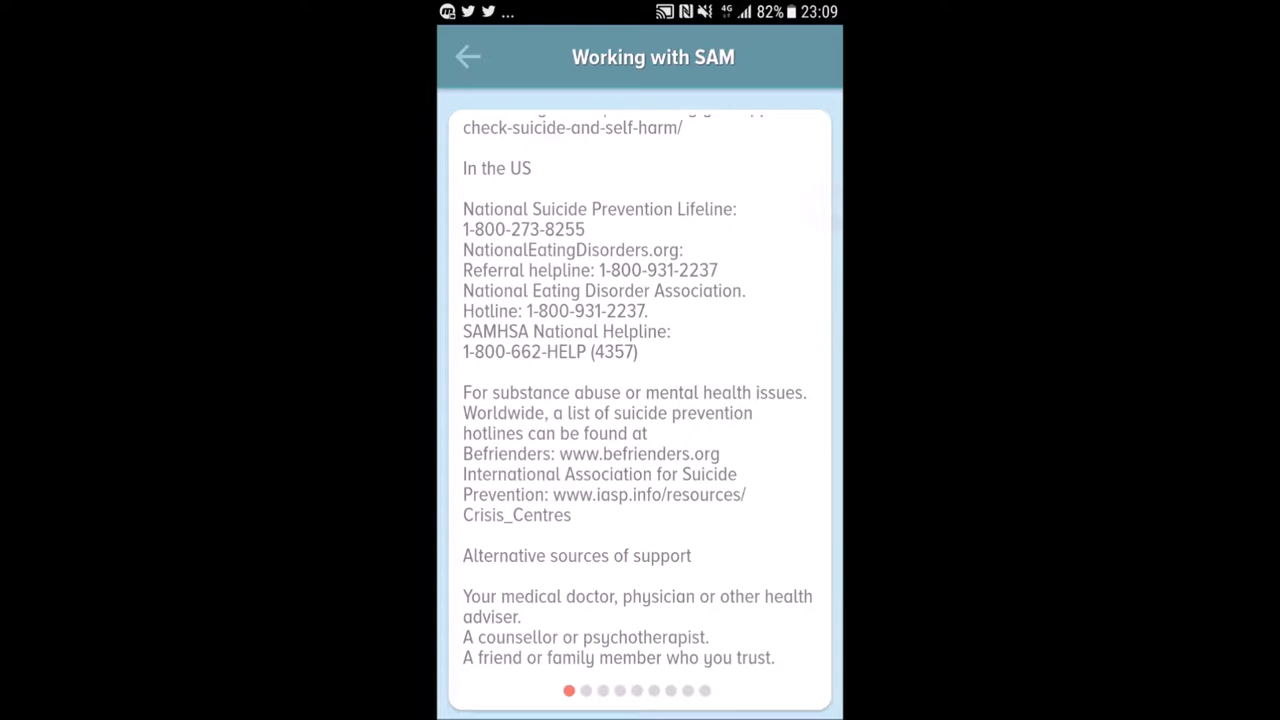 ... 4G 82% 23:09
Working with SAM
check-suicide-and-self-harm/
In the US
National Suicide Prevention Lifeline:
1-800-273-8255
NationalEatingDisorders.org:
Referral helpline: 1-800-931-2237
National Eating Disorder Association.
Hotline: 1-800-931-2237.
SAMHSA National Helpline:
1-800-662-HELP (4357)
For substance abuse or mental health issues.
Worldwide, a list of suicide prevention
hotlines can be found at
Befrienders: www.befrienders.org
International Association for Suicide
Prevention: www.iasp.info/resources/
Crisis_Centres
Alternative sources of support
Your medical doctor, physician or other health
adviser.
A counsellor or psychotherapist.
A friend or family member who you trust.